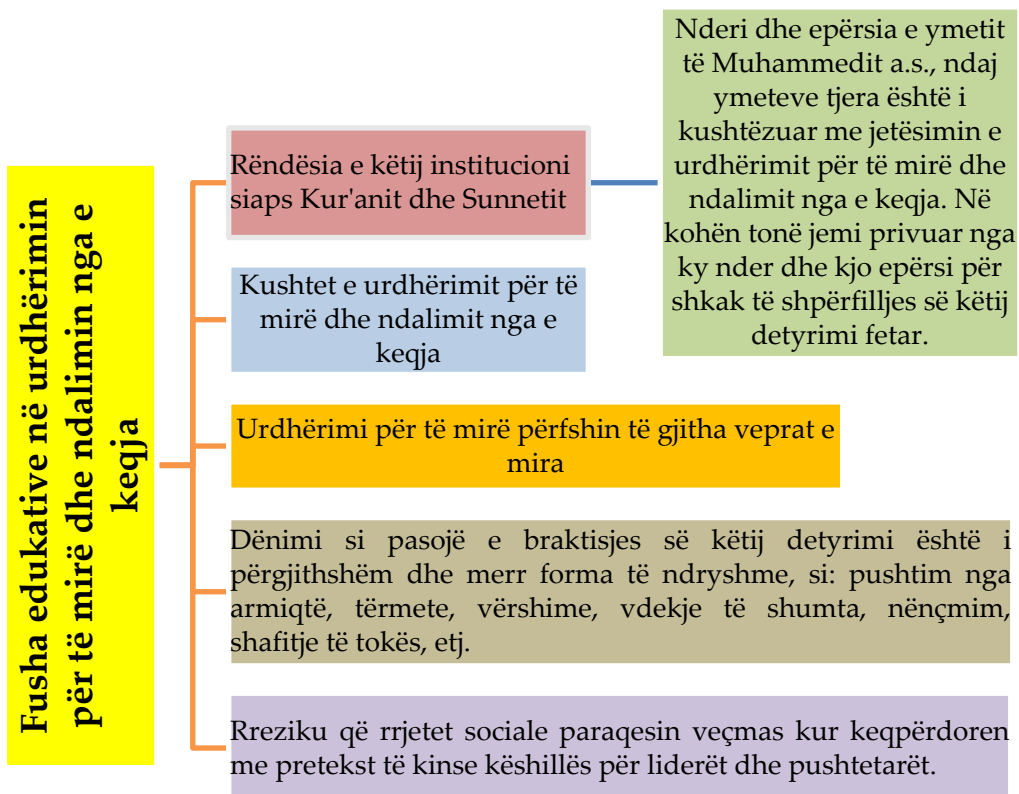 Fusha edukative në urdhërimin
për të mirë dhe ndalimin nga e
keqja
Rëndësia e këtij institucioni
siaps Kur'anit dhe Sunnetit
Nderi dhe epërsia e ymetit
të Muhammedit a.s., ndaj
ymeteve tjera është i
kushtëzuar me jetësimin e
urdhërimit për të mirë dhe
ndalimit nga e keqja. Në
kohën tonë jemi privuar nga
ky nder dhe kjo epërsi për
shkak të shpërfilljes së këtij
detyrimi fetar.
Kushtet e urdhërimit për të
mirë dhe ndalimit nga e
keqja
Urdhërimi për të mirë përfshin të gjitha veprat e
mira
Dënimi si pasojë e braktisjes së këtij detyrimi është i
përgjithshëm dhe merr forma të ndryshme, si: pushtim nga
armiqtë, tërmete, vërshime, vdekje të shumta, nënçmim,
shafitje të tokës, etj.
Rreziku që rrjetet sociale paraqesin veçmas kur keqpërdoren
me pretekst të kinse këshillës për liderët dhe pushtetarët.